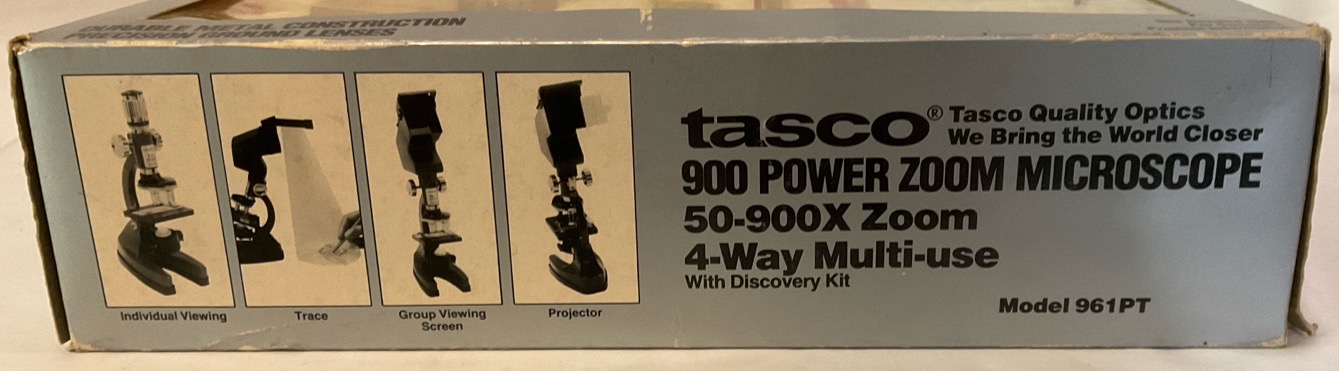 DURABLE METAL CONSTRUCTION
PRECISION GROUND LENSES
tasco® Tasco Quality Optics
We Bring the World Closer
900 POWER ZOOM MICROSCOPE
50-900X Zoom
4-Way Multi-use
With Discovery Kit
Model 961PT
Individual Viewing
Trace
Group Viewing
Screen
Projector